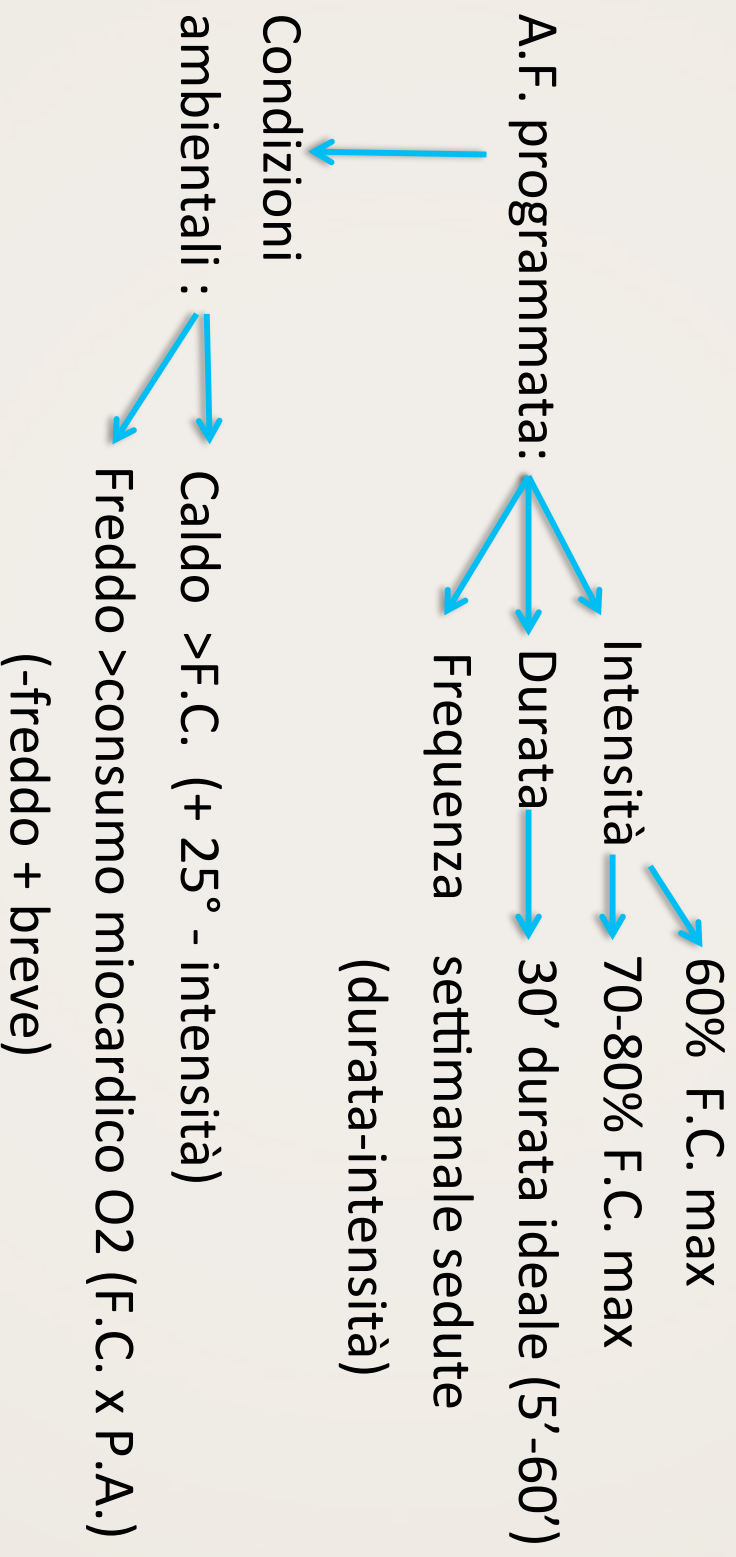 60% F.C. max
Intensità 70-80% F.C. max
A.F. programmata: Durata 30’ durata ideale (5’-60’)
Frequenza settimanale sedute
(durata-intensità)
Condizioni
ambientali : Caldo >F.C. (+ 25° - intensità)
Freddo >consumo miocardico O2 (F.C. x P.A.)
(-freddo + breve)